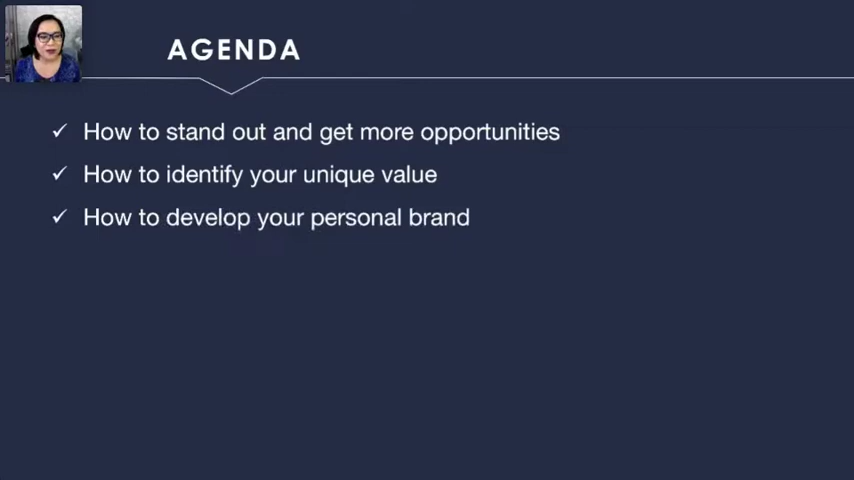 AGENDA
✓ How to stand out and get more opportunities
✓ How to identify your unique value
✓ How to develop your personal brand